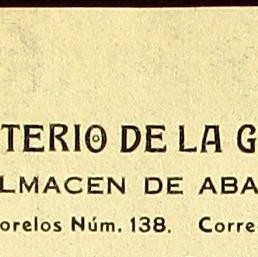 TERIO DE LA G
LMACEN DE ABA
orelos Núm. 138. Corre